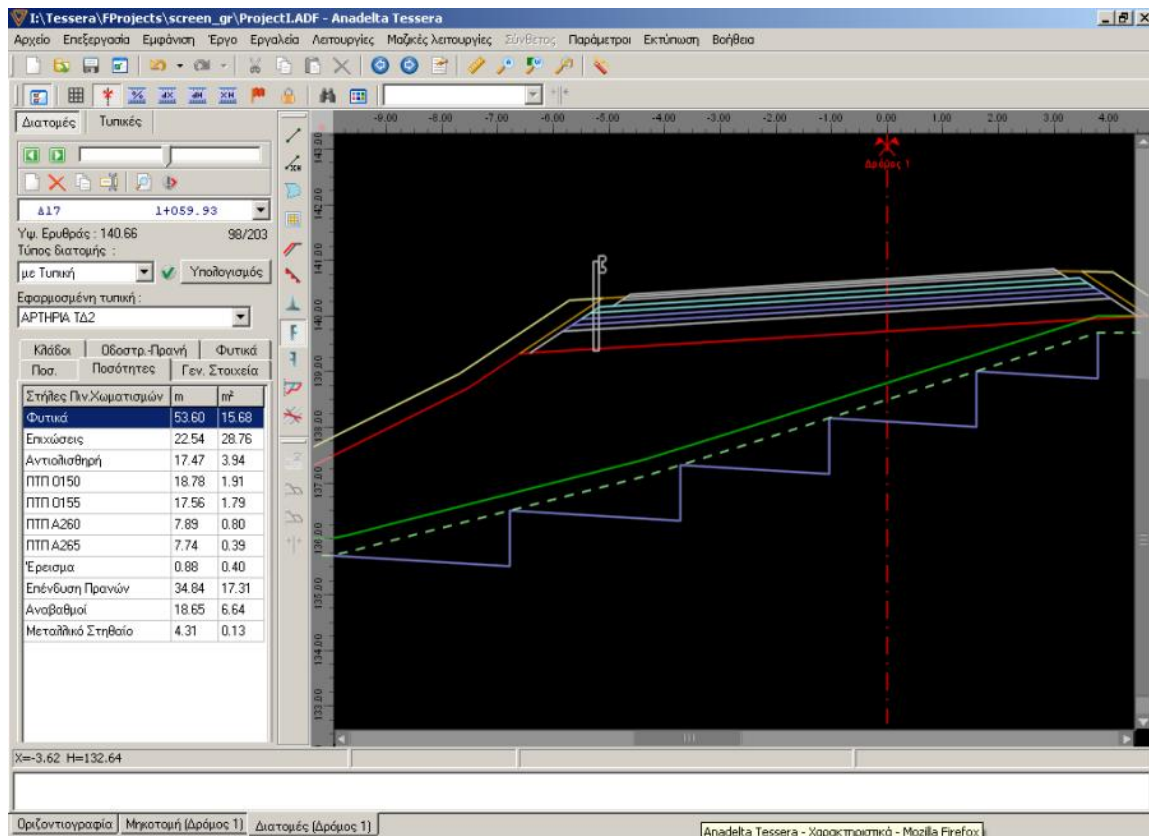 I:\Tessera\FProjects\screen_gr\ProjectI.ADF - Anadelta Tessera
Αρχείο Επεξεργασία Εμφάνιση Έργο Εργαλεία Λειτουργίες Μαζικές λειτουργίες Σύνθετος Παράμετροι Εκτύπωση Βοήθεια
Διατομές Τυπικές
-9.00 -8.00 -7.00 -6.00 -5.00 -4.00 -3.00 -2.00 -1.00 0.00 1.00 2.00 3.00 4.00
Δρόμος 1
Δ17 1+059.93
Υψ. Ερυθράς : 140.66 98/203
Τύπος διατομής :
με Τυπική Υπολογισμός
Εφαρμοσμένη τυπική :
ΑΡΤΗΡΙΑ ΤΔ2
Κλάδοι Οδοστρ.-Πρανή Φυτικά
Ποσ. Ποσότητες Γεν. Στοιχεία
Στήλες Πιν.Χωματισμών m m²
Φυτικά 53.60 15.68
Επιχώσεις 22.54 28.76
Αντιολισθηρή 17.47 3.94
ΠΤΠ Ο150 18.78 1.91
ΠΤΠ Ο155 17.56 1.79
ΠΤΠ Α260 7.89 0.80
ΠΤΠ Α265 7.74 0.39
Έρεισμα 0.88 0.40
Επένδυση Πρανών 34.84 17.31
Αναβαθμοί 18.65 6.64
Μεταλλικό Στηθαίο 4.31 0.13
143.00
142.00
141.00
140.00
139.00
138.00
137.00
136.00
135.00
134.00
133.00
X=-3.62 H=132.64
Οριζοντιογραφία Μηκοτομή (Δρόμος 1) Διατομές (Δρόμος 1)
Anadelta Tessera - Χαρακτηριστικά - Mozilla Firefox